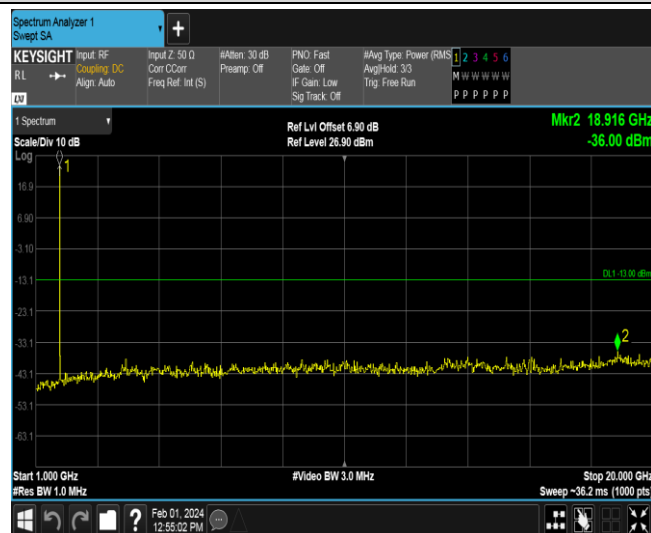 Spectrum Analyzer 1
Swept SA
+
KEYSIGHT
RL
Input: RF
Coupling: DC
Align: Auto
Input Z: 50 Ω
Corr CCorr
Freq Ref: Int (S)
#Atten: 30 dB
Preamp: Off
PNO: Fast
Gate: Off
IF Gain: Low
Sig Track: Off
#Avg Type: Power (RMS
Avg|Hold: 3/3
Trig: Free Run
1 2 3 4 5 6
M W W W W W
P P P P P P
1 Spectrum
Scale/Div 10 dB
Ref Lvl Offset 6.90 dB
Ref Level 26.90 dBm
Mkr2 18.916 GHz
-36.00 dBm
Log
1
16.9
6.90
-3.10
-13.1
DL1 -13.00 dBm
-23.1
-33.1
2
-43.1
-53.1
-63.1
Start 1.000 GHz
#Video BW 3.0 MHz
Stop 20.000 GHz
#Res BW 1.0 MHz
Sweep ~36.2 ms (1000 pts)
?
Feb 01, 2024
12:55:02 PM